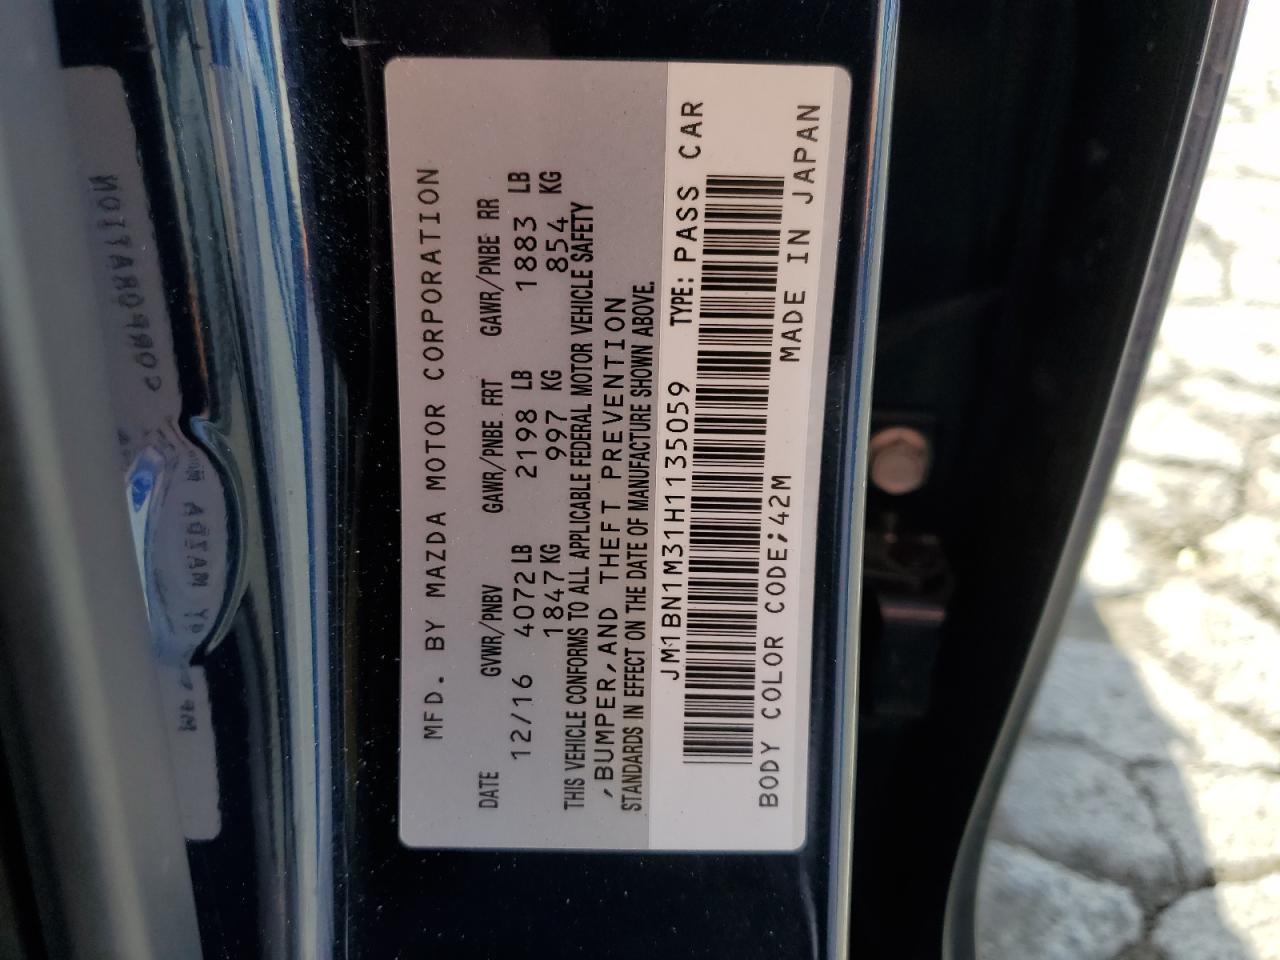 MFD. BY MAZDA MOTOR CORPORATION
DATE GVWR/PNBV GAWR/PNBE FRT GAWR/PNBE RR
12/16 4072 LB 2198 LB 1883 LB
1847 KG 997 KG 854 KG
THIS VEHICLE CONFORMS TO ALL APPLICABLE FEDERAL MOTOR VEHICLE SAFETY
,BUMPER,AND THEFT PREVENTION
STANDARDS IN EFFECT ON THE DATE OF MANUFACTURE SHOWN ABOVE.
JM1BN1M31H1135059 TYPE: PASS CAR
BODY COLOR CODE;42M MADE IN JAPAN